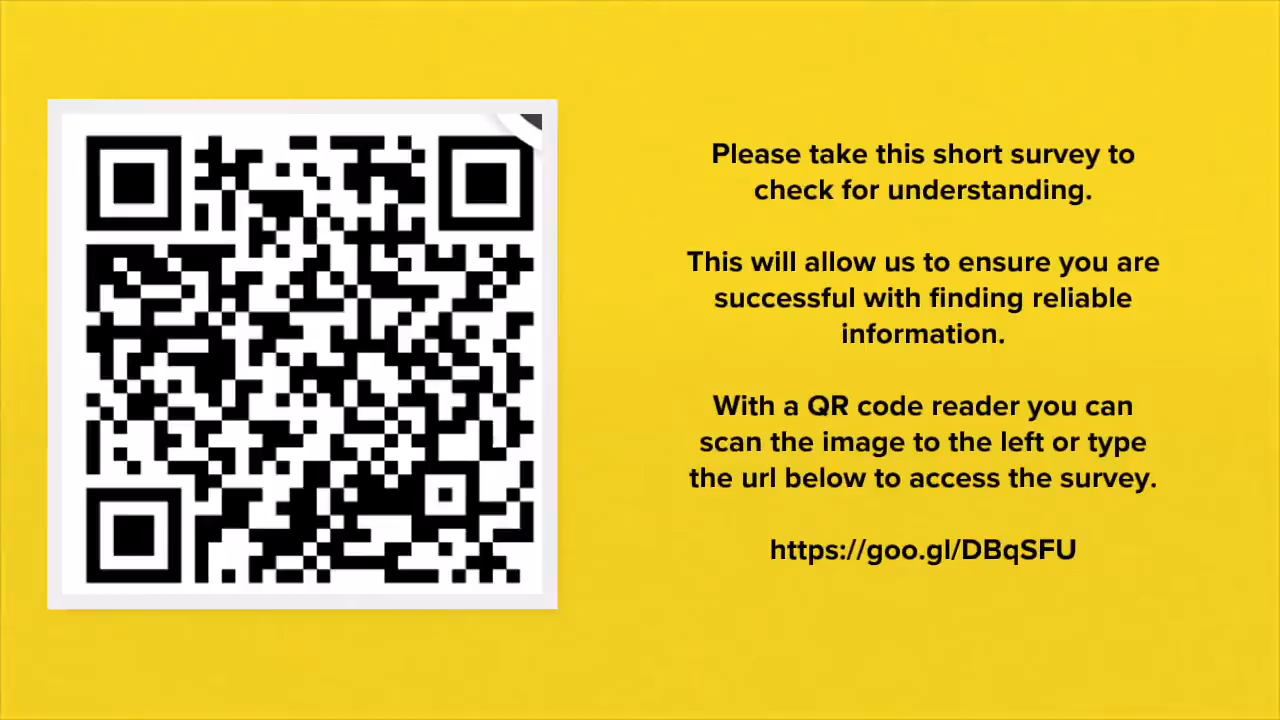 Please take this short survey to
check for understanding.
This will allow us to ensure you are
successful with finding reliable
information.
With a QR code reader you can
scan the image to the left or type
the url below to access the survey.
https://goo.gl/DBqSFU